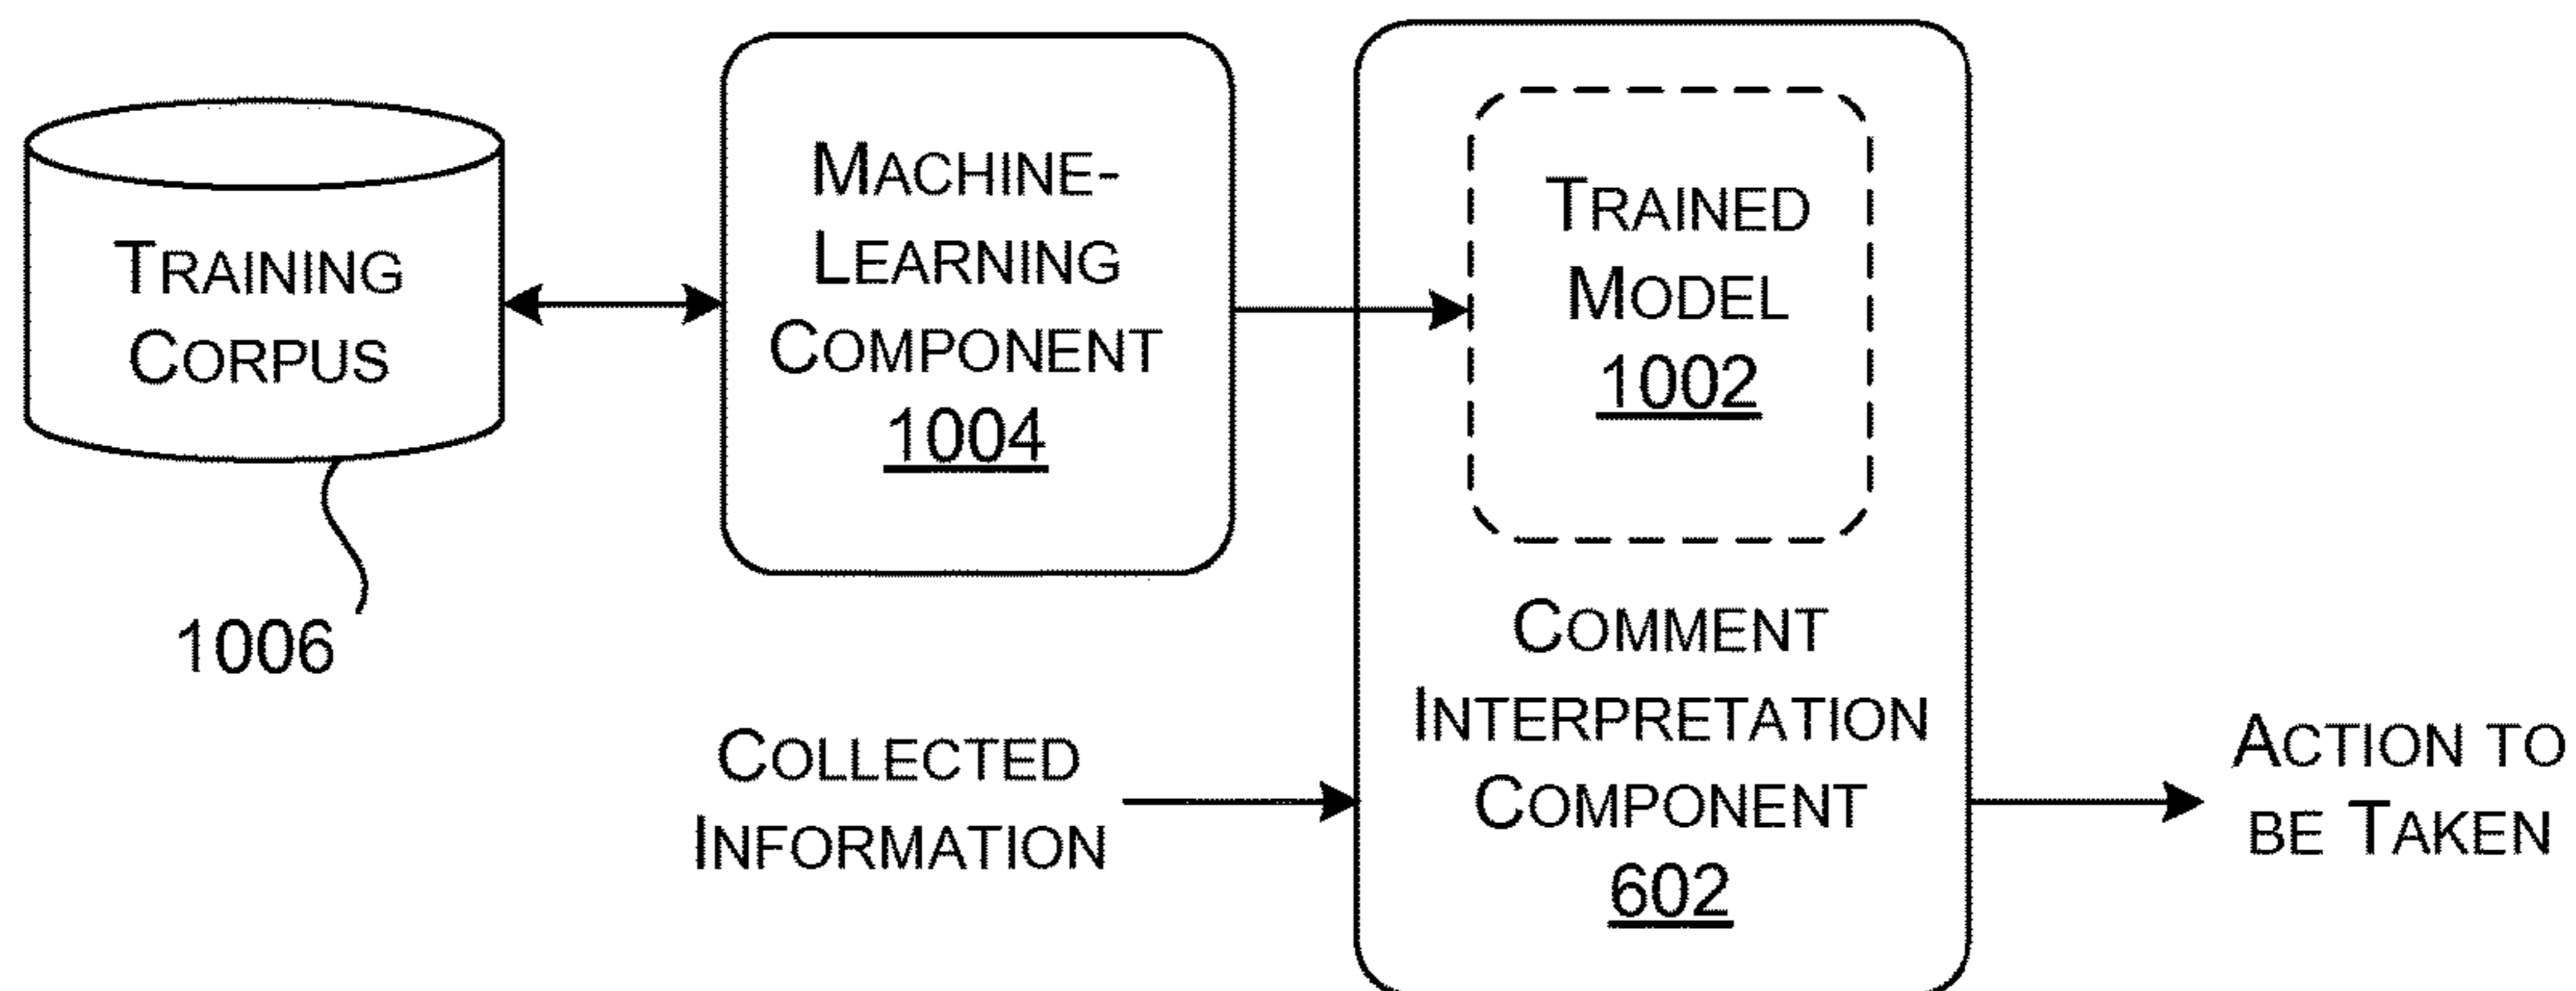 TRAINING
CORPUS
1006
MACHINE-
LEARNING
COMPONENT
1004
TRAINED
MODEL
1002
COMMENT
INTERPRETATION
COMPONENT
602
COLLECTED
INFORMATION
ACTION TO
BE TAKEN